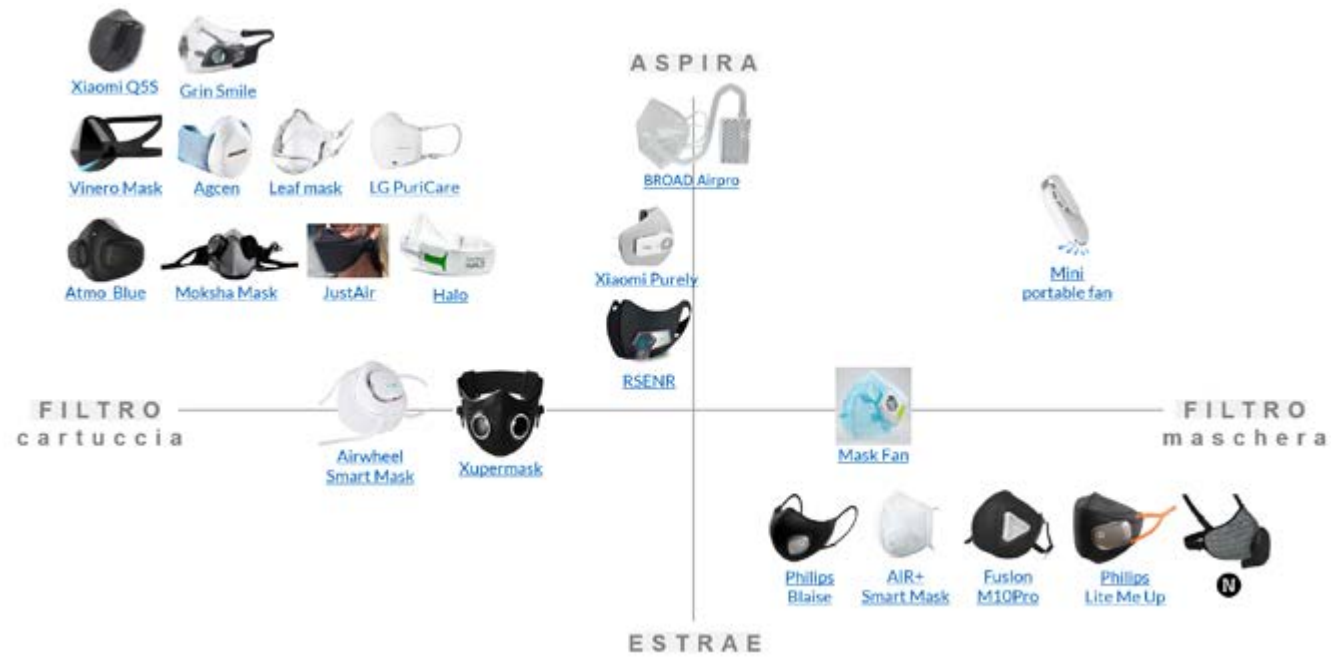 ASPIRA
Xiaomi Q5S
Grin Smile
Vinero Mask
Agcen
Leaf mask
LG PuriCare
BROAD Airpro
Atmo Blue
Moksha Mask
JustAir
Halo
Xiaomi Purely
Mini
portable fan
RSENR
FILTRO
cartuccia
FILTRO
maschera
Airwheel
Smart Mask
Xupermask
Mask Fan
Philips
Blaise
AIR+
Smart Mask
Fusion
M10Pro
Philips
Lite Me Up
N
ESTRAE